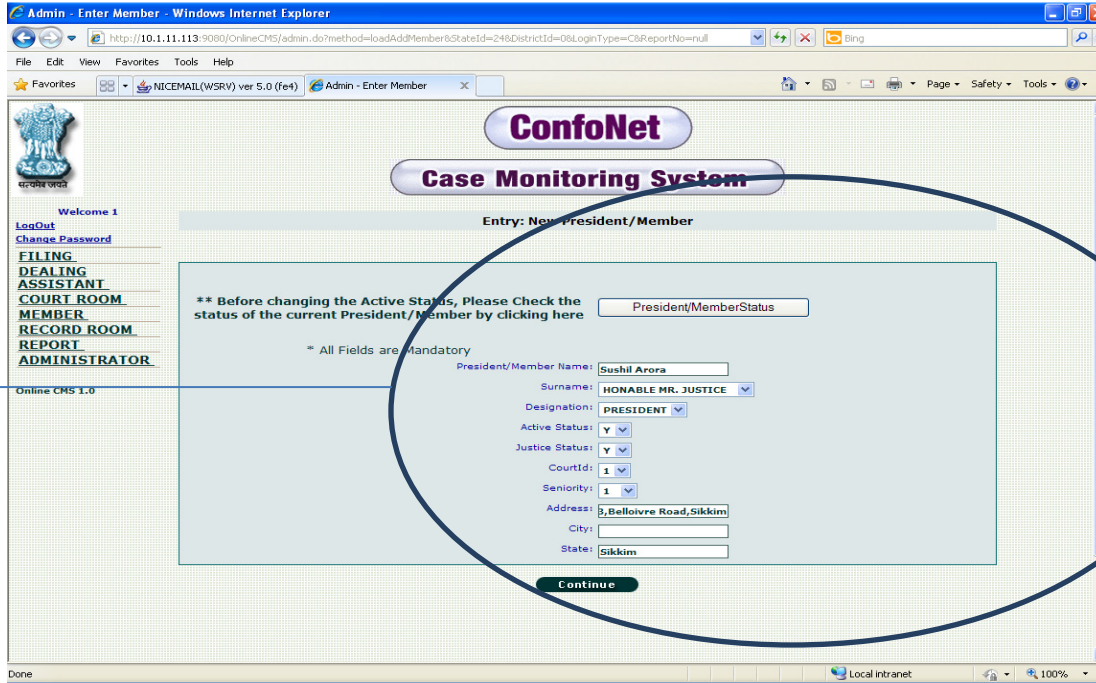 Admin - Enter Member - Windows Internet Explorer
http://10.1.11.113:9080/OnlineCMS/admin.do?method=loadAddMember&StateId=24&DistrictId=0&LoginType=C&ReportNo=null
Bing
File Edit View Favorites Tools Help
Favorites NICEMAIL(WSRV) ver 5.0 (fe4) Admin - Enter Member X Page Safety Tools
ConfoNet
Case Monitoring System
सत्यमेव जयते
Welcome 1
LogOut
Change Password
FILING
DEALING
ASSISTANT
COURT ROOM
MEMBER
RECORD ROOM
REPORT
ADMINISTRATOR
Online CMS 1.0
Entry: New President/Member
** Before changing the Active Status, Please Check the
status of the current President/Member by clicking here
President/MemberStatus
* All Fields are Mandatory
President/Member Name: Sushil Arora
Surname: HONABLE MR. JUSTICE
Designation: PRESIDENT
Active Status: Y
Justice Status: Y
CourtId: 1
Seniority: 1
Address: 3,Belloivre Road,Sikkim
City:
State: Sikkim
Continue
Done Local intranet 100%